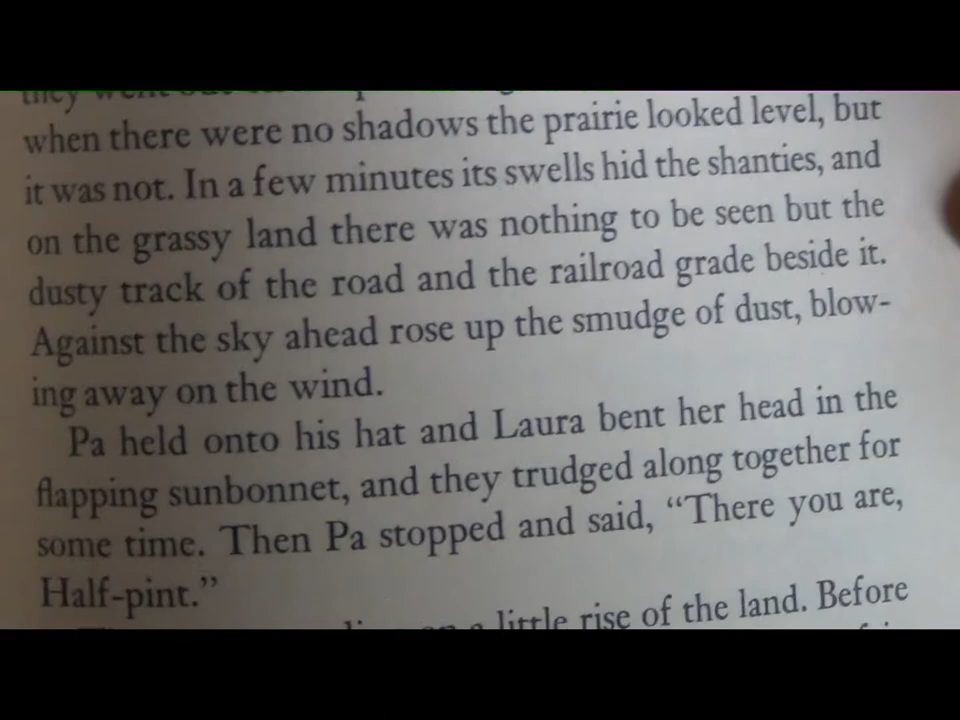 they went
when there were no shadows the prairie looked level, but
it was not. In a few minutes its swells hid the shanties, and
on the grassy land there was nothing to be seen but the
dusty track of the road and the railroad grade beside it.
Against the sky ahead rose up the smudge of dust, blow-
ing away on the wind.
Pa held onto his hat and Laura bent her head in the
flapping sunbonnet, and they trudged along together for
some time. Then Pa stopped and said, “There you are,
Half-pint.”
little rise of the land. Before